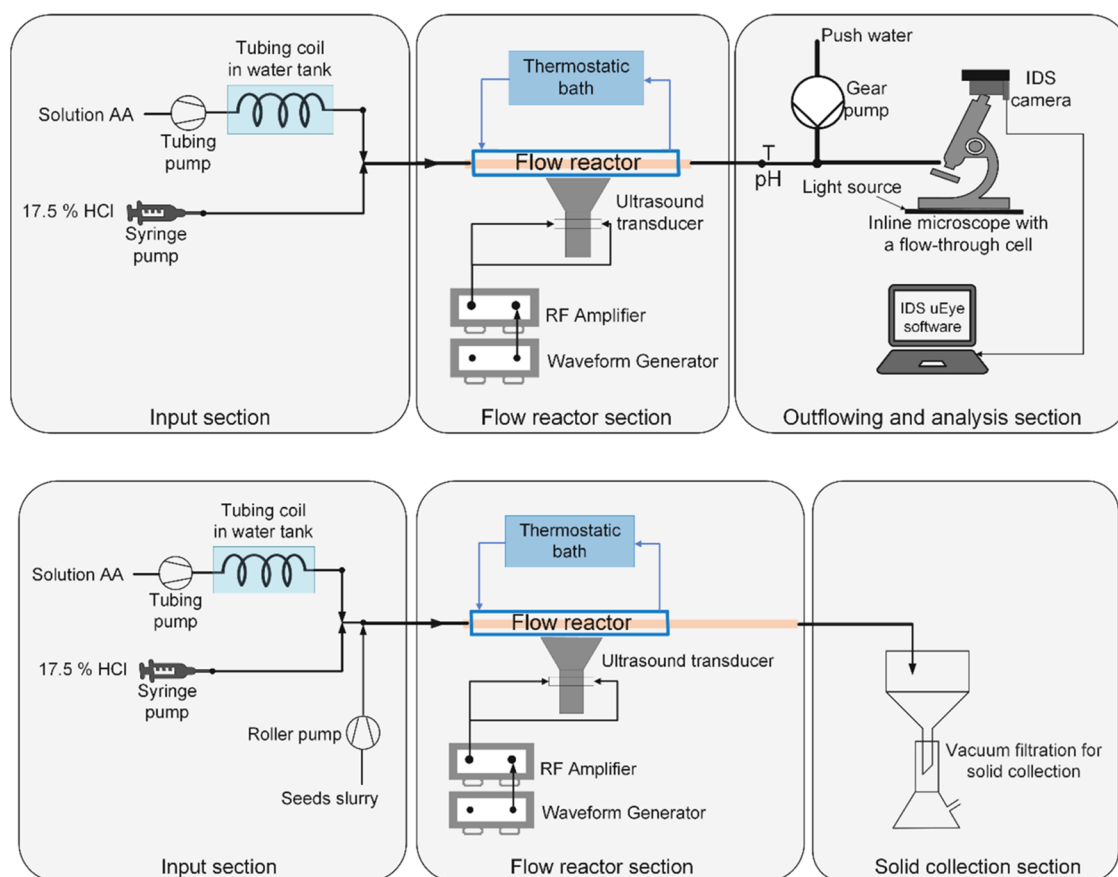 Solution AA
Tubing
pump
Tubing coil
in water tank
17.5 % HCl
Syringe
pump
Input section
Thermostatic
bath
Flow reactor
Ultrasound
transducer
RF Amplifier
Waveform Generator
Flow reactor section
Push water
Gear
pump
T
pH
Light source
IDS
camera
Inline microscope with
a flow-through cell
IDS uEye
software
Outflowing and analysis section
Solution AA
Tubing
pump
Tubing coil
in water tank
17.5 % HCl
Syringe
pump
Roller pump
Seeds slurry
Input section
Thermostatic
bath
Flow reactor
Ultrasound transducer
RF Amplifier
Waveform Generator
Flow reactor section
Vacuum filtration for
solid collection
Solid collection section